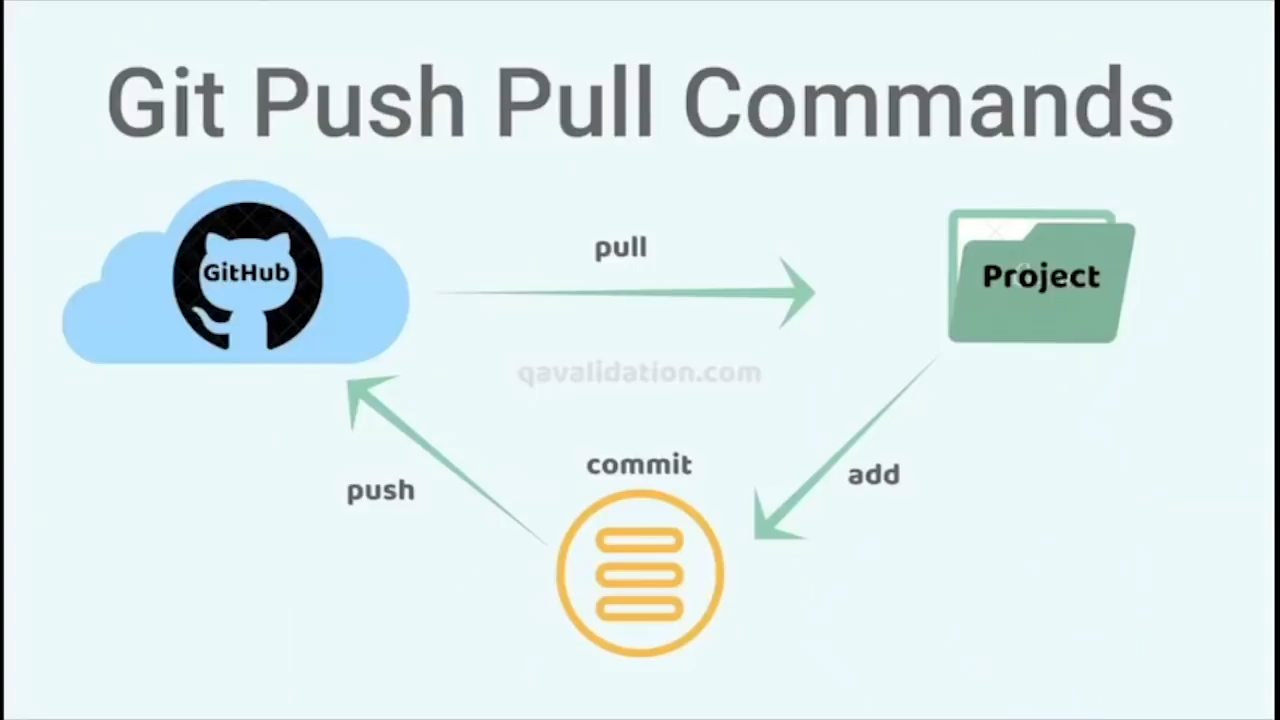 Git Push Pull Commands
GitHub
pull
Project
qavalidation.com
commit
push
add